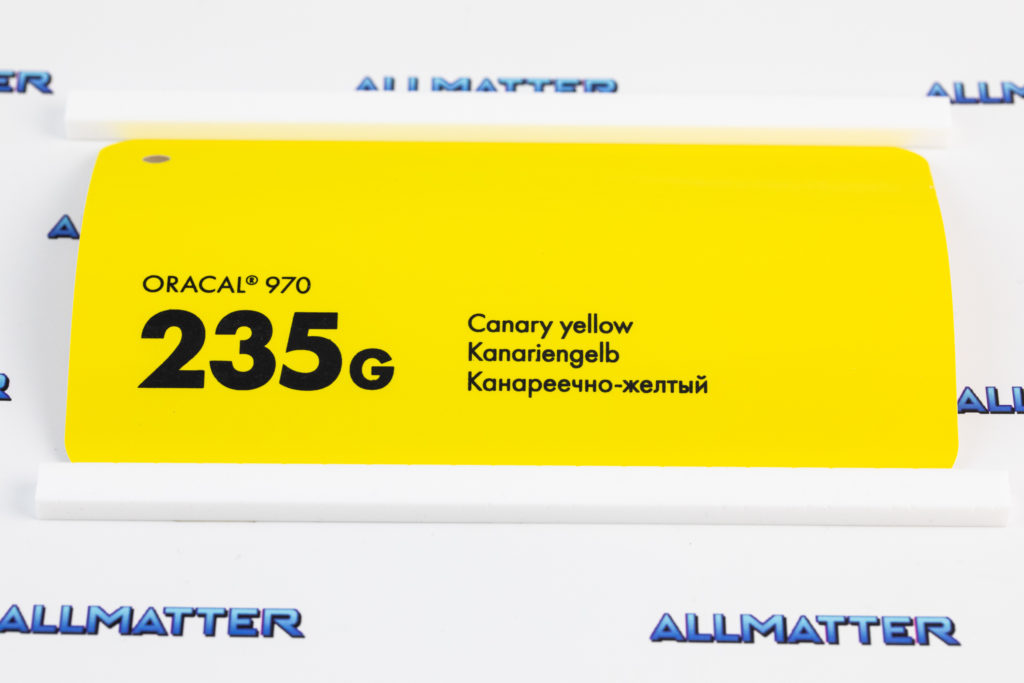 ALLMATTER
ORACAL® 970
235G
Canary yellow
Kanariengelb
Канареечно-желтый
ALLMATTER
ALLMATTER